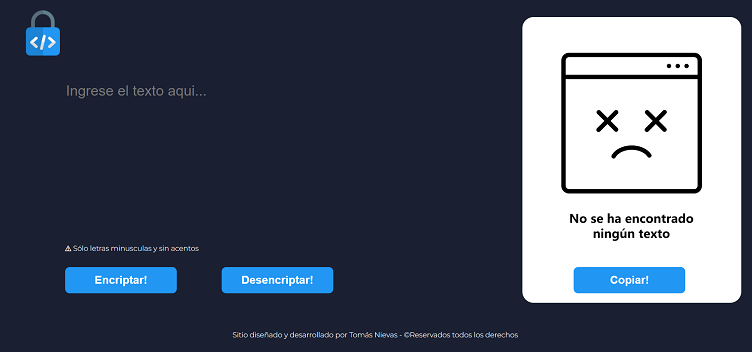 </>
Ingrese el texto aqui...
⚠ Sólo letras minusculas y sin acentos
Encriptar!
Desencriptar!
No se ha encontrado
ningún texto
Copiar!
Sitio diseñado y desarrollado por Tomás Nievas - ©Reservados todos los derechos